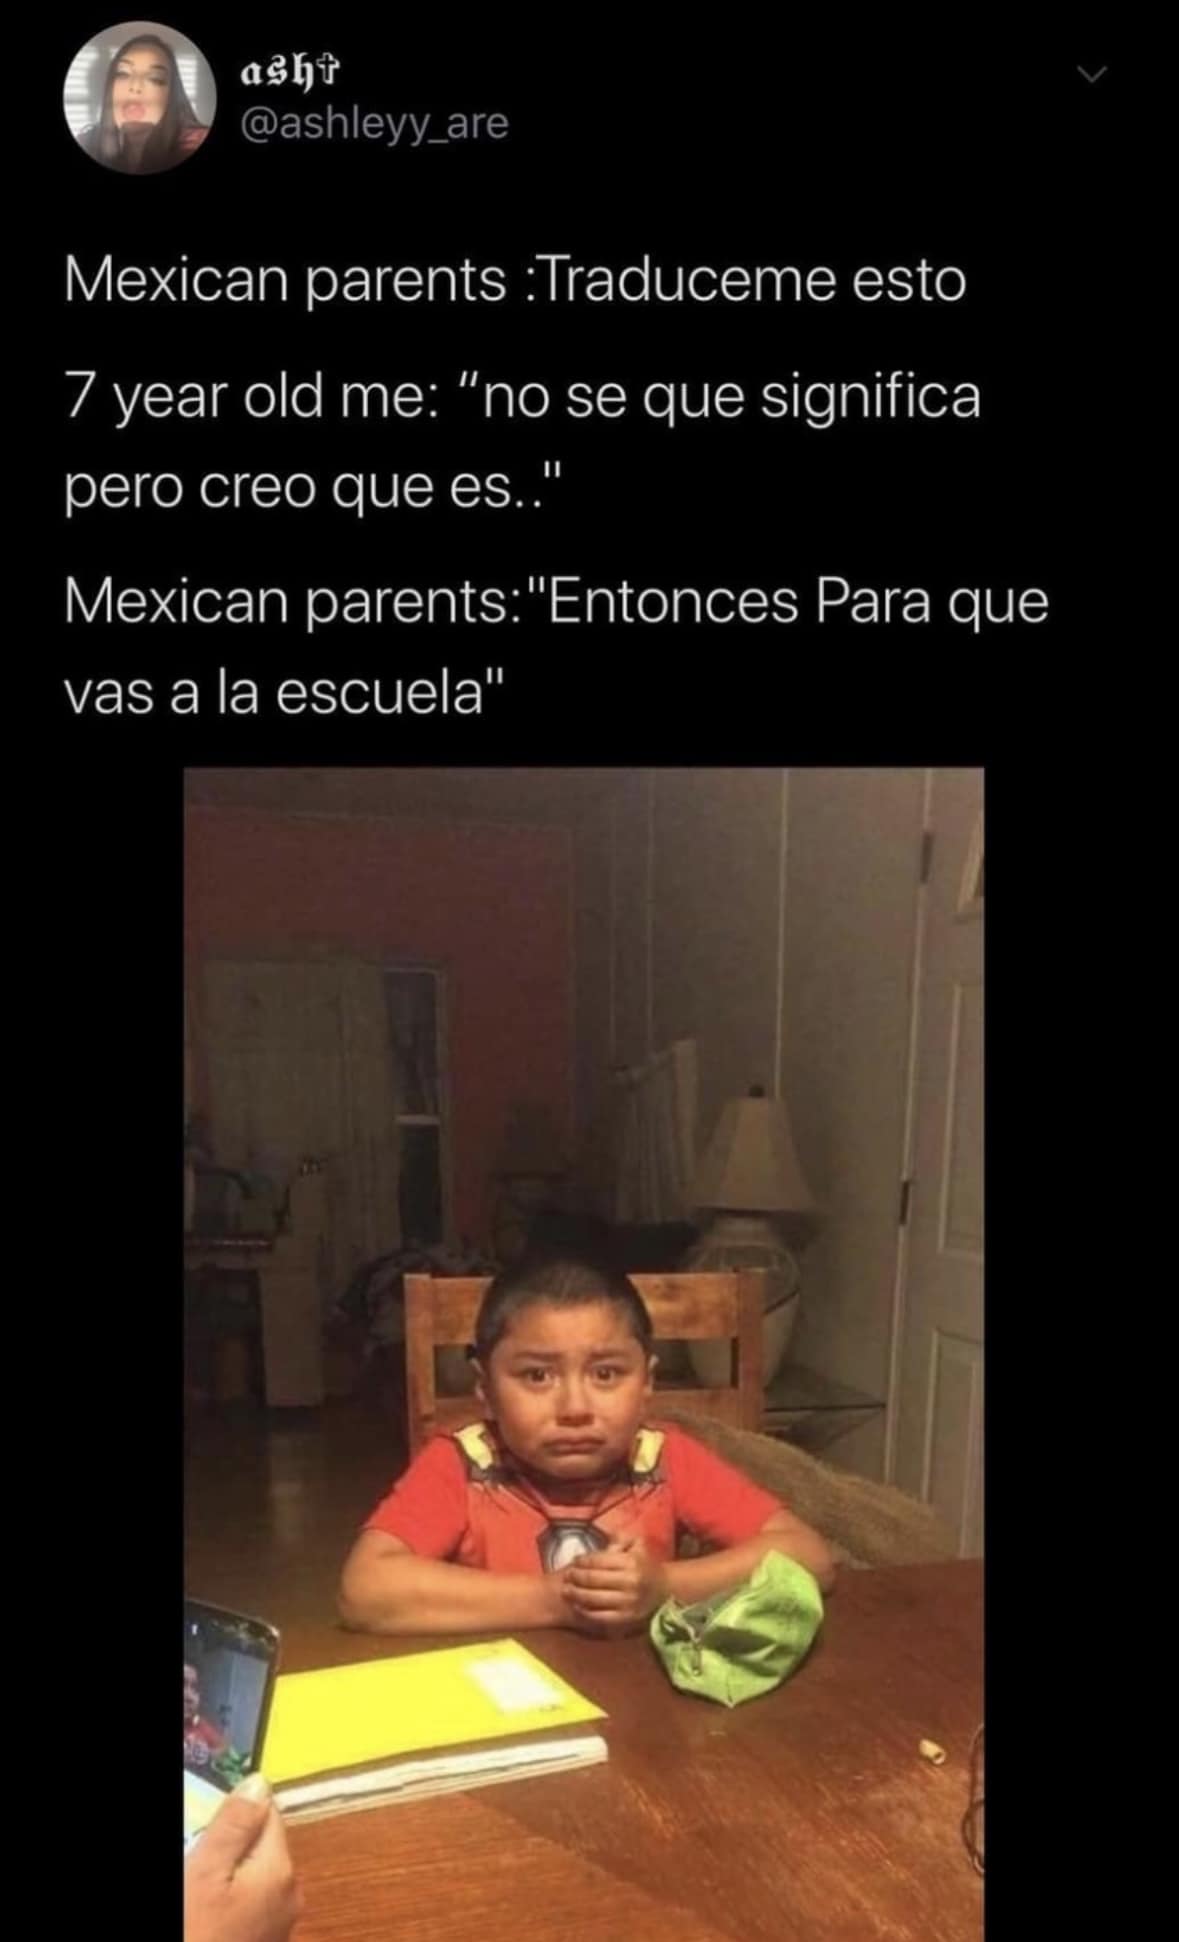 ash✞
@ashleyy_are
Mexican parents :Traduceme esto
7 year old me: “no se que significa
pero creo que es.."
Mexican parents:"Entonces Para que
vas a la escuela"